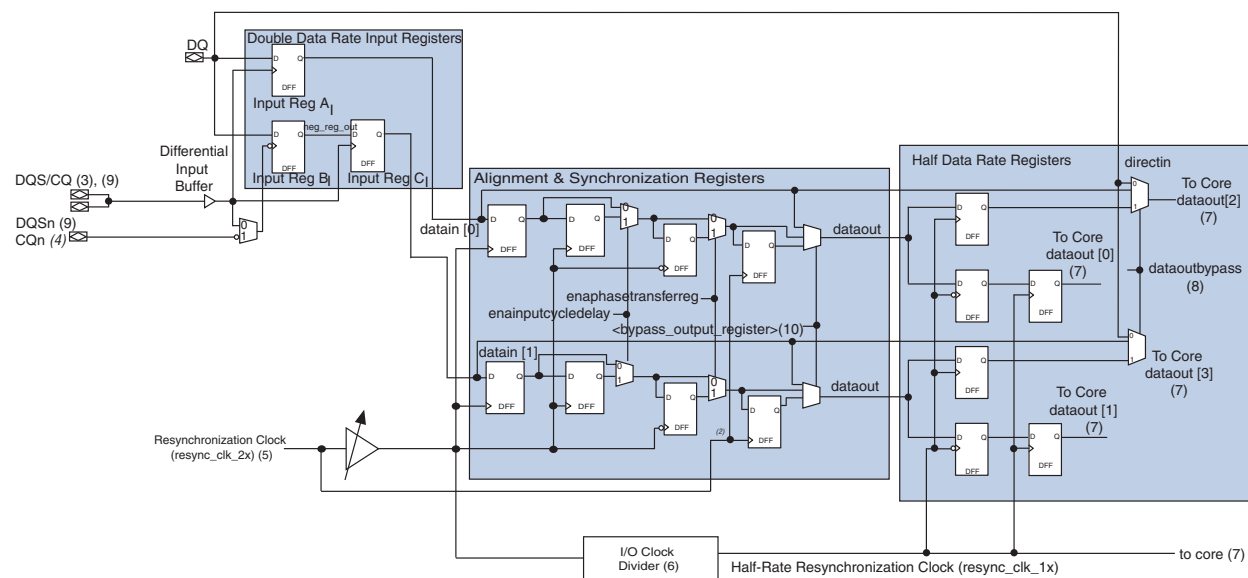 DQ
Double Data Rate Input Registers
D Q
DFF
Input Reg A I
neg_reg_out
D Q
DFF
D Q
DFF
Input Reg B I
Input Reg C I
Differential
Input
Buffer
DQS/CQ (3), (9)
DQSn (9)
CQn (4)
0
1
Alignment & Synchronization Registers
datain [0]
D Q
DFF
D Q
DFF
0
1
D Q
DFF
0
1
D Q
DFF
dataout
enaphasetransferreg
enainputcycledelay
<bypass_output_register>(10)
datain [1]
D Q
DFF
D Q
DFF
0
1
D Q
DFF
0
1
D Q
DFF
(2)
dataout
Half Data Rate Registers
D Q
DFF
D Q
DFF
D Q
DFF
D Q
DFF
D Q
DFF
D Q
DFF
directin
0
1
To Core
dataout[2]
(7)
To Core
dataout [0]
(7)
dataoutbypass
(8)
0
1
To Core
dataout [3]
(7)
To Core
dataout [1]
(7)
Resynchronization Clock
(resync_clk_2x) (5)
I/O Clock
Divider (6)
Half-Rate Resynchronization Clock (resync_clk_1x)
to core (7)